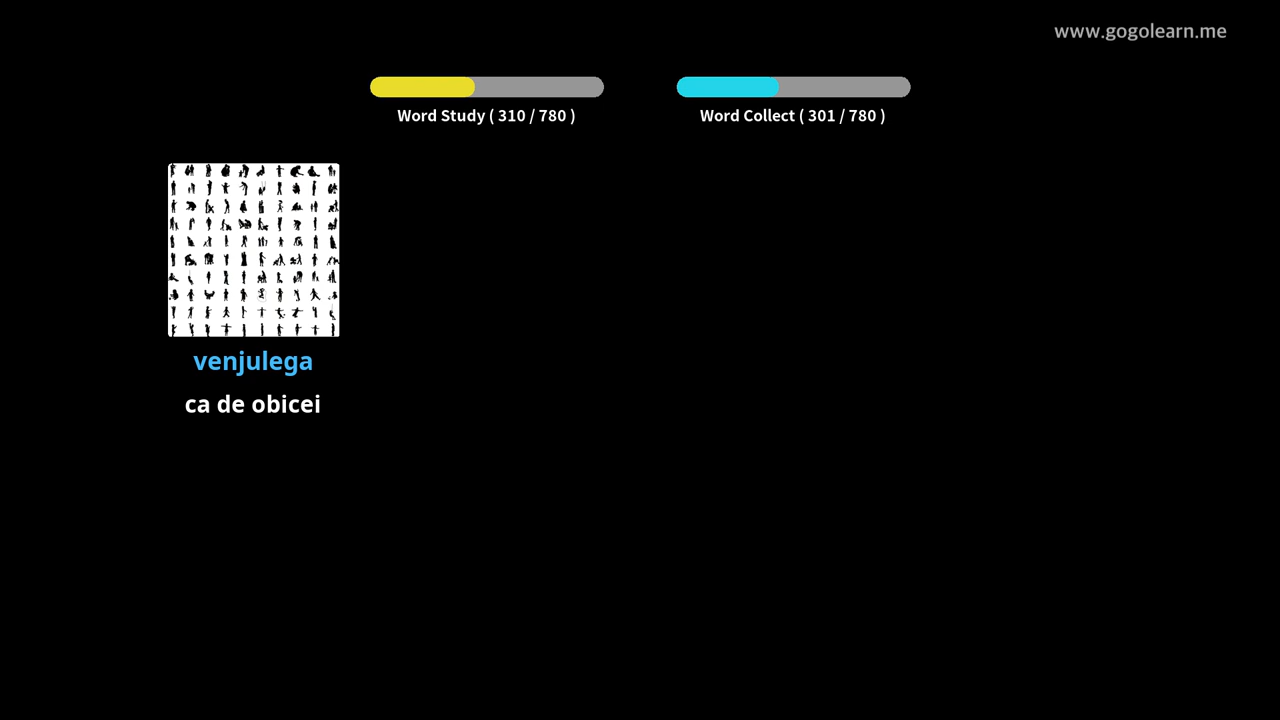 www.gogolearn.me
Word Study ( 310 / 780 )
Word Collect ( 301 / 780 )
venjulega
ca de obicei